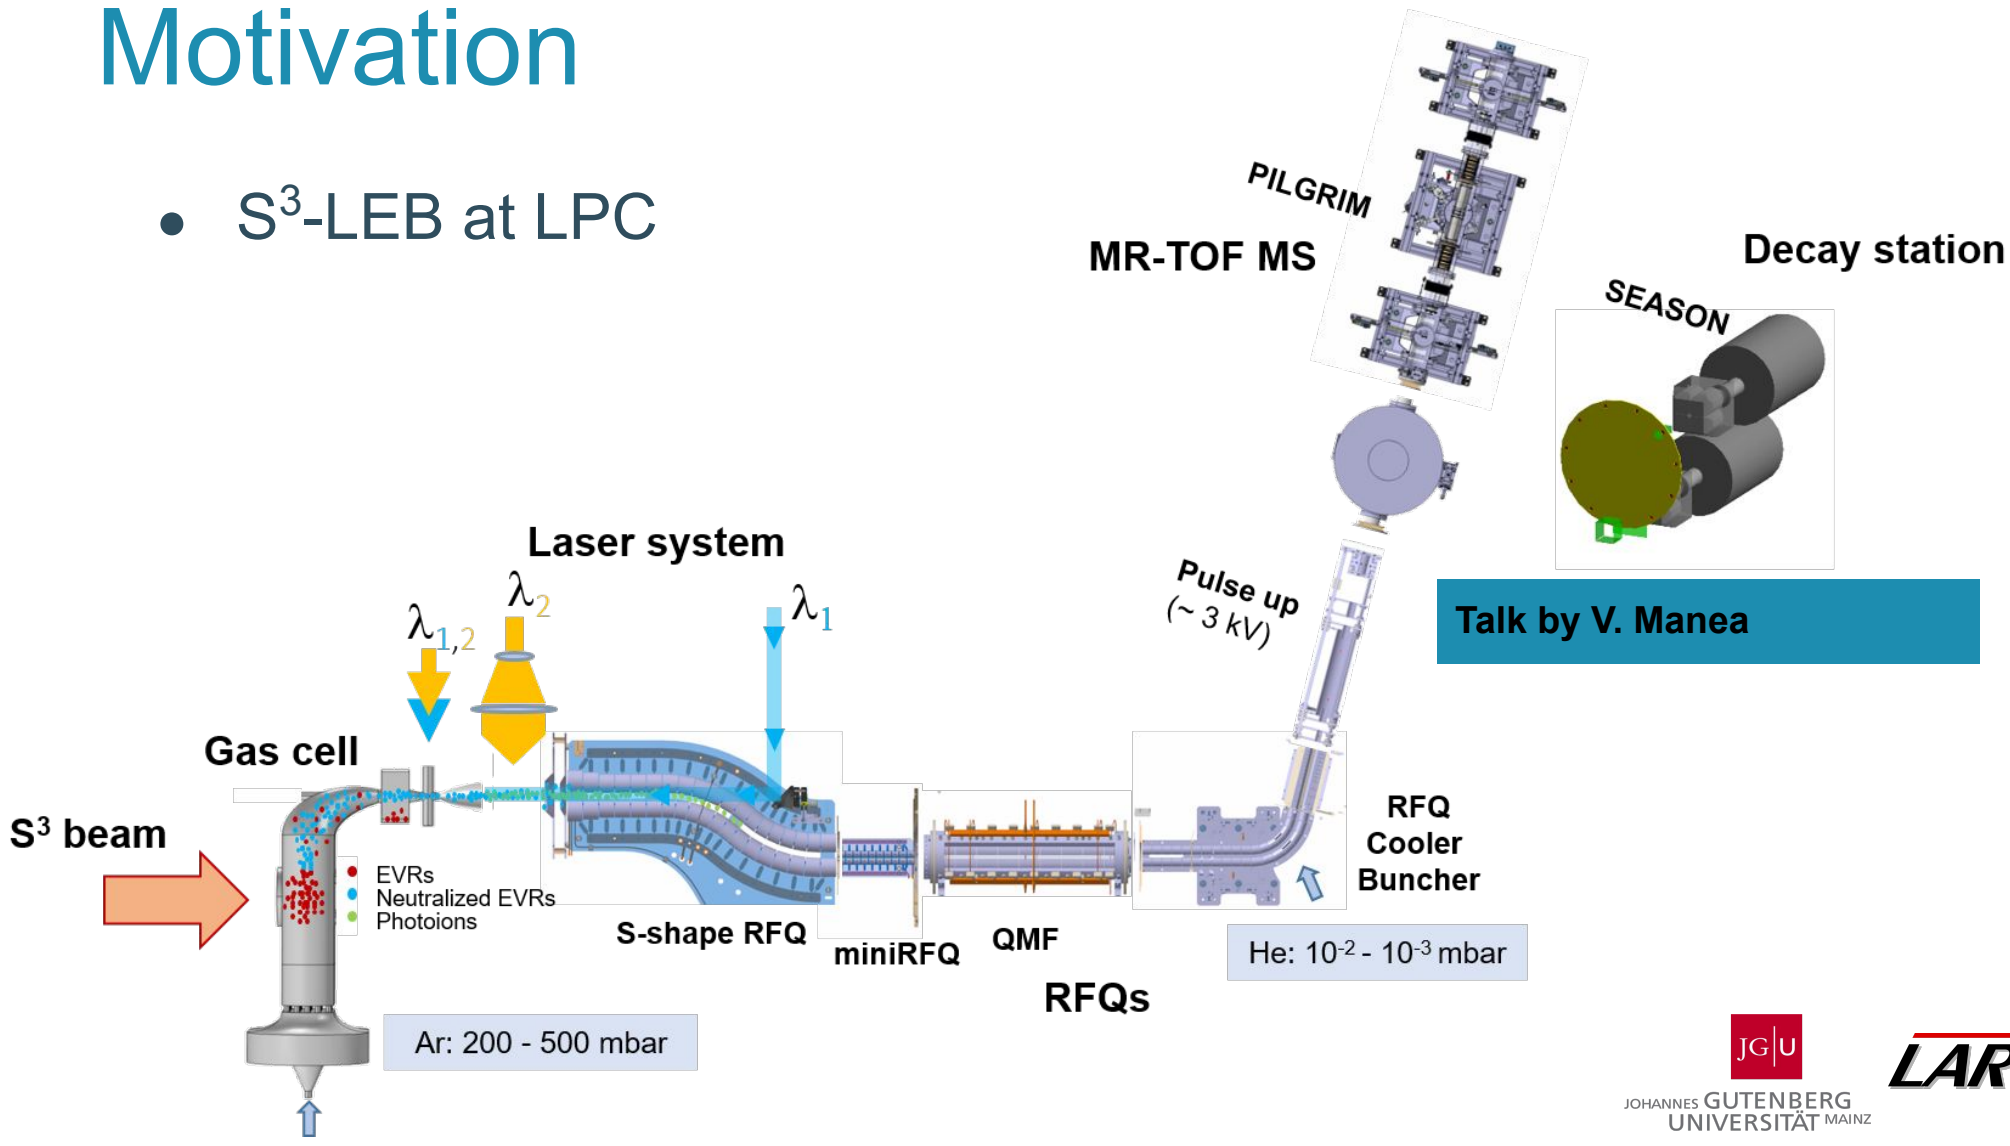 Motivation
● S³-LEB at LPC
PILGRIM
MR-TOF MS
Decay station
SEASON
Talk by V. Manea
Pulse up
(~ 3 kV)
Laser system
λ1,2
λ2
λ1
Gas cell
S³ beam
EVRs
Neutralized EVRs
Photoions
S-shape RFQ
miniRFQ
QMF
RFQs
RFQ
Cooler
Buncher
He: 10⁻² - 10⁻³ mbar
Ar: 200 - 500 mbar
JG|U
JOHANNES GUTENBERG
UNIVERSITÄT MAINZ
LAR